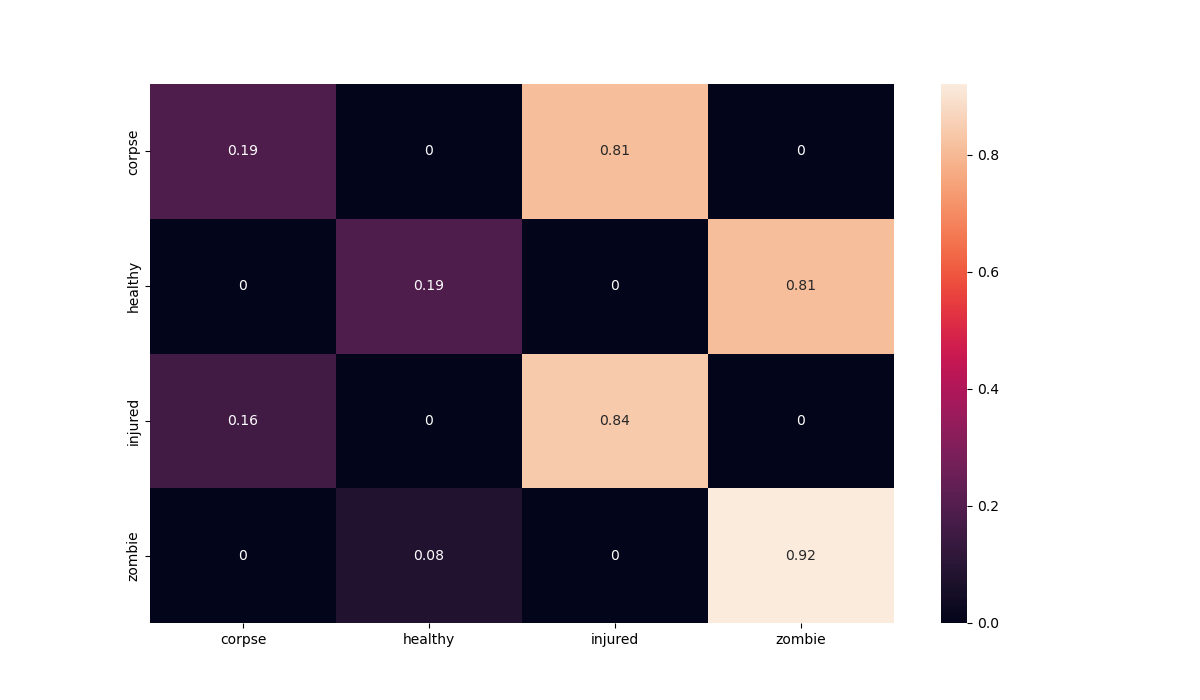 corpse 0.19 0 0.81 0
healthy 0 0.19 0 0.81
injured 0.16 0 0.84 0
zombie 0 0.08 0 0.92
corpse healthy injured zombie
0.8
0.6
0.4
0.2
0.0